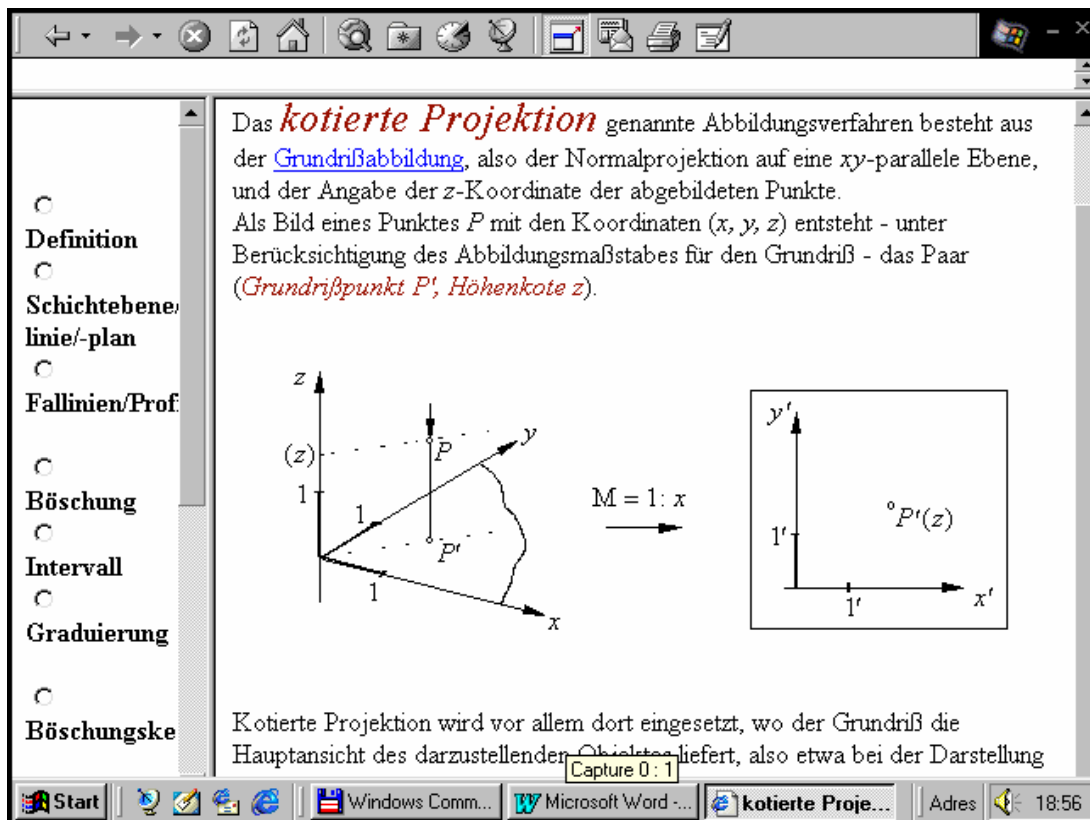 Definition
Schichtebene/
linie/-plan
Fallinien/Prof
Böschung
Intervall
Graduierung
Böschungske
Das kotierte Projektion genannte Abbildungsverfahren besteht aus
der Grundrißabbildung, also der Normalprojektion auf eine xy-parallele Ebene,
und der Angabe der z-Koordinate der abgebildeten Punkte.
Als Bild eines Punktes P mit den Koordinaten (x, y, z) entsteht - unter
Berücksichtigung des Abbildungsmaßstabes für den Grundriß - das Paar
(Grundrißpunkt P', Höhenkote z).
z
(z)
1
1
1
P
P'
y
x
M = 1: x
y'
1'
P'(z)
1'
x'
Kotierte Projektion wird vor allem dort eingesetzt, wo der Grundriß die
Hauptansicht des darzustellenden Objektes liefert, also etwa bei der Darstellung
Capture 0 : 1
Start
Windows Comm...
Microsoft Word -...
kotierte Proje...
Adres
18:56